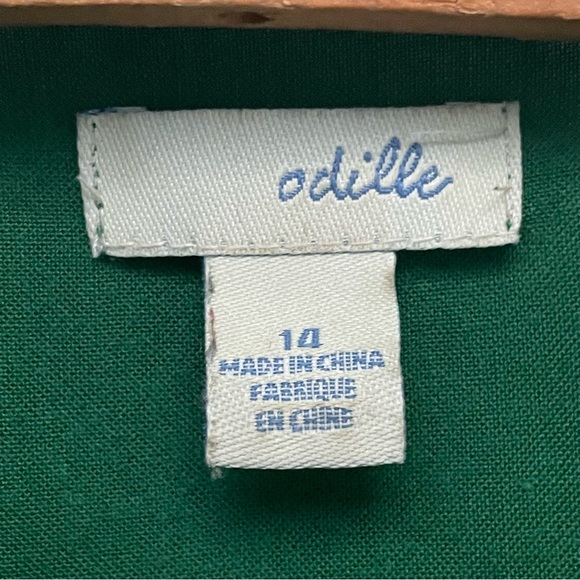 odille
14
MADE IN CHINA
FABRIQUE
EN CHINE